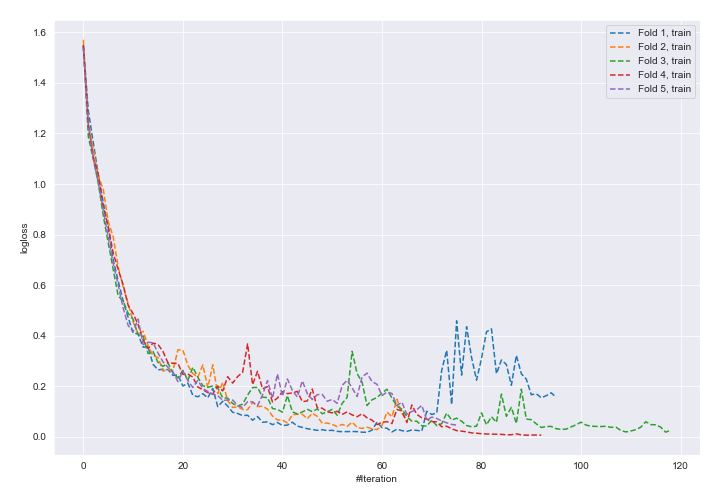 1.6
1.4
1.2
1.0
0.8
0.6
0.4
0.2
0.0
logloss
0 20 40 60 80 100 120
#Iteration
Fold 1, train
Fold 2, train
Fold 3, train
Fold 4, train
Fold 5, train